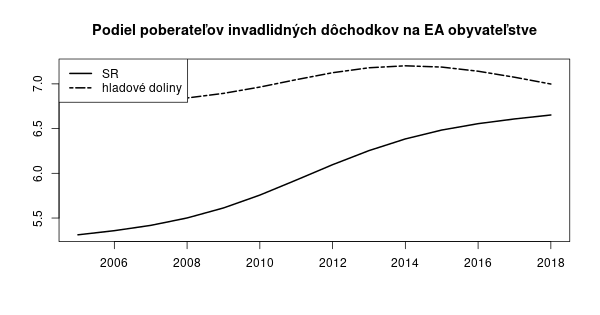 Podiel poberateľov invadlidných dôchodkov na EA obyvateľstve
SR
hladové doliny
7.0
6.5
6.0
5.5
2006 2008 2010 2012 2014 2016 2018